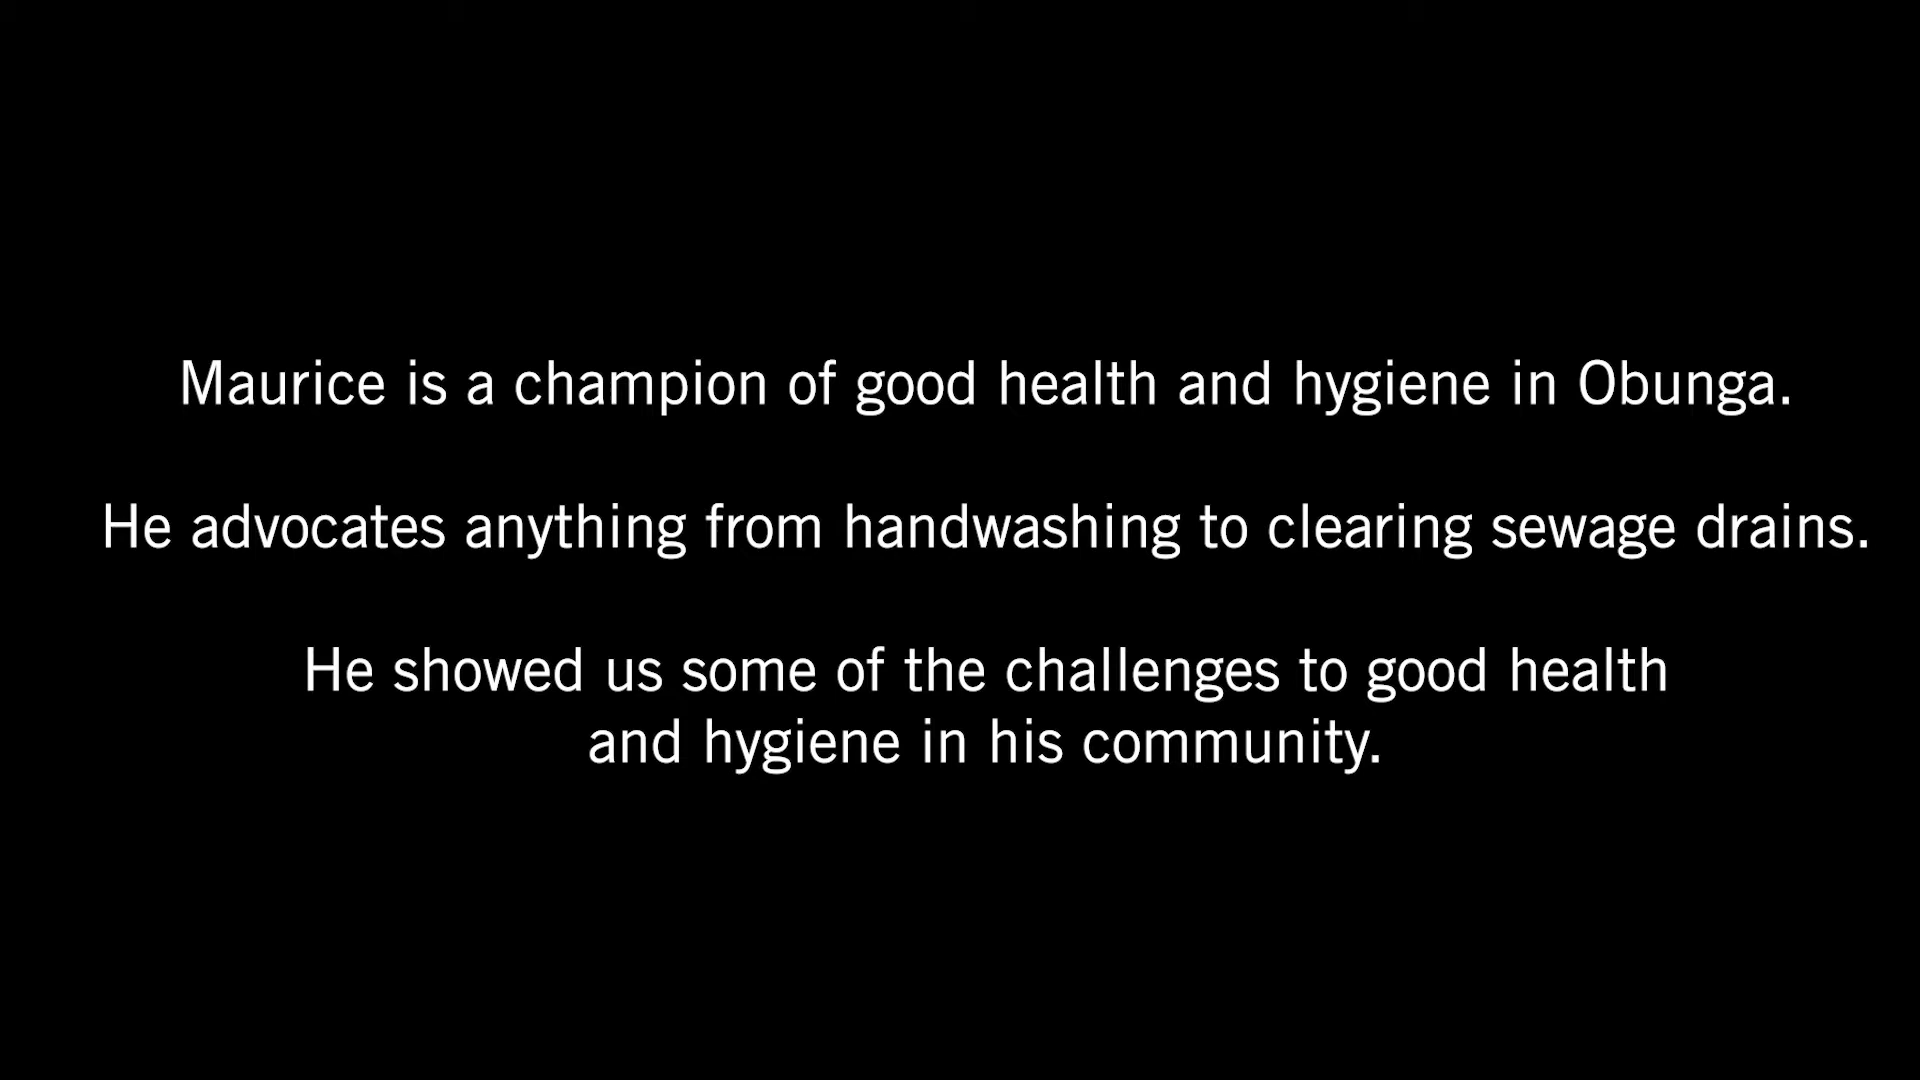 Maurice is a champion of good health and hygiene in Obunga.
He advocates anything from handwashing to clearing sewage drains.
He showed us some of the challenges to good health
and hygiene in his community.